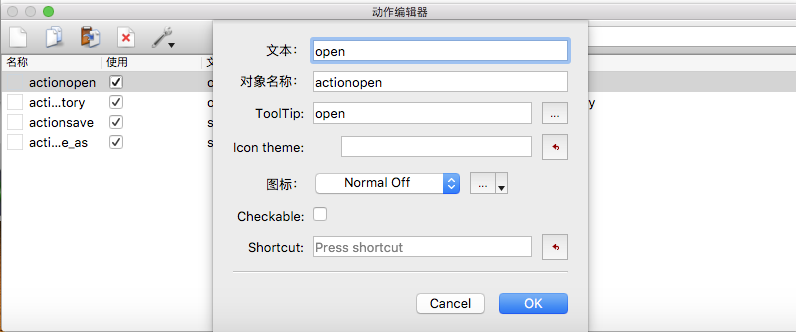 动作编辑器
名称 使用 文
actionopen o
acti...tory o y
actionsave s
acti...e_as s
文本: open
对象名称: actionopen
ToolTip: open ...
Icon theme:
图标: Normal Off ...
Checkable:
Shortcut: Press shortcut
Cancel OK